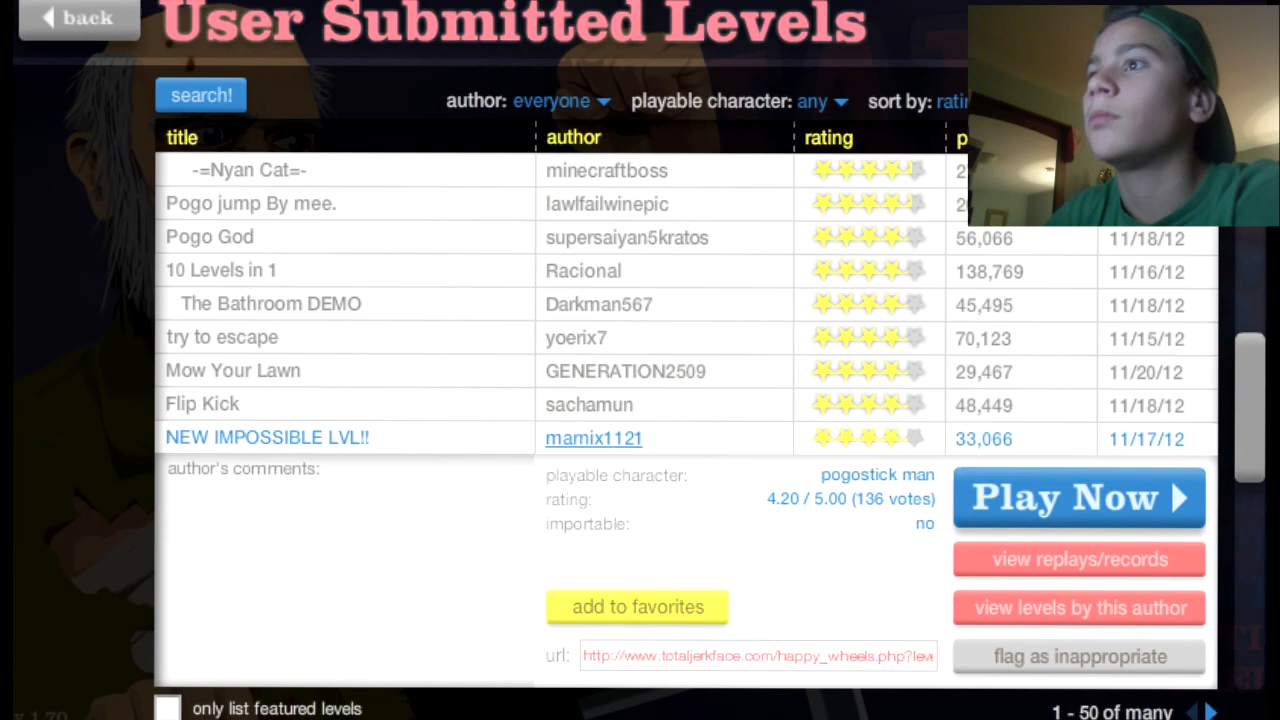 back
User Submitted Levels
search!
author: everyone playable character: any sort by:
title author rating
-=Nyan Cat=- minecraftboss
Pogo jump By mee. lawlfailwinepic
Pogo God supersaiyan5kratos 56,066 11/18/12
10 Levels in 1 Racional 138,769 11/16/12
The Bathroom DEMO Darkman567 45,495 11/18/12
try to escape yoerix7 70,123 11/15/12
Mow Your Lawn GENERATION2509 29,467 11/20/12
Flip Kick sachamun 48,449 11/18/12
NEW IMPOSSIBLE LVL!! marnix1121 33,066 11/17/12
author's comments:
playable character: pogostick man
rating: 4.20 / 5.00 (136 votes)
importable: no
Play Now
view replays/records
add to favorites
view levels by this author
url: http://www.totaljerkface.com/happy_wheels.php?leve
flag as inappropriate
only list featured levels
1 - 50 of many